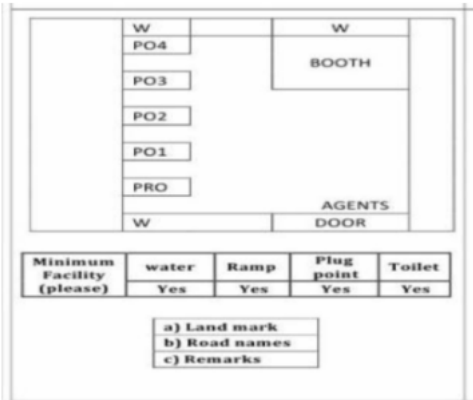 W W
PO4
BOOTH
PO3
PO2
PO1
PRO
AGENTS
W DOOR
Minimum Facility (please) water Ramp Plug point Toilet
Yes Yes Yes Yes
a) Land mark
b) Road names
c) Remarks